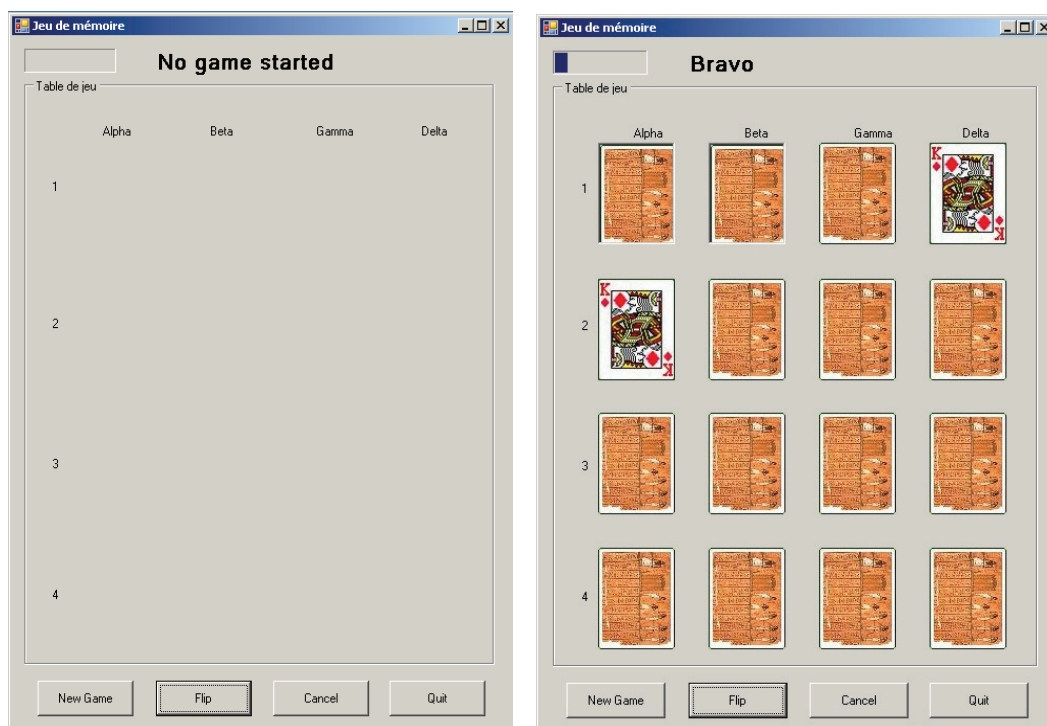 Jeu de mémoire
No game started
Table de jeu
Alpha Beta Gamma Delta
1
2
3
4
New Game Flip Cancel Quit
Jeu de mémoire
Bravo
Table de jeu
Alpha Beta Gamma Delta
1
K
K
2
K
K
3
4
New Game Flip Cancel Quit